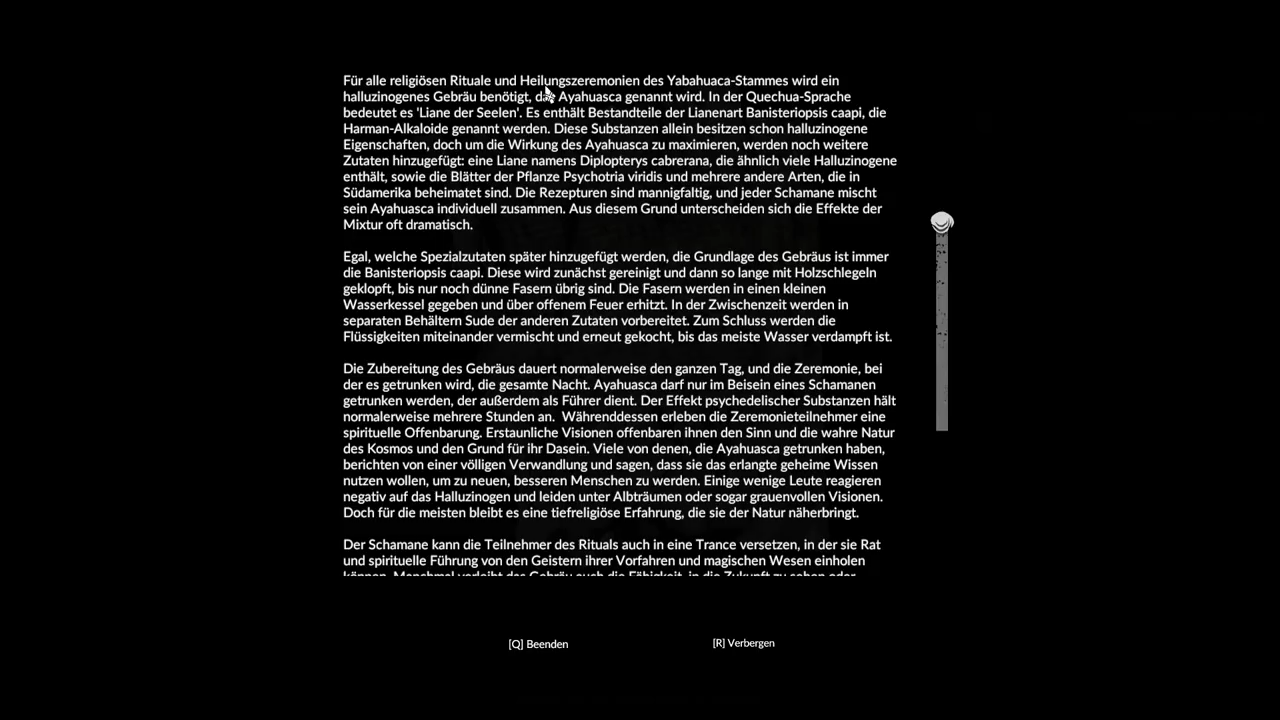 Für alle religiösen Rituale und Heilungszeremonien des Yabahuaca-Stammes wird ein
halluzinogenes Gebräu benötigt, das Ayahuasca genannt wird. In der Quechua-Sprache
bedeutet es 'Liane der Seelen'. Es enthält Bestandteile der Lianenart Banisteriopsis caapi, die
Harman-Alkaloide genannt werden. Diese Substanzen allein besitzen schon halluzinogene
Eigenschaften, doch um die Wirkung des Ayahuasca zu maximieren, werden noch weitere
Zutaten hinzugefügt: eine Liane namens Diplopterys cabrerana, die ähnlich viele Halluzinogene
enthält, sowie die Blätter der Pflanze Psychotria viridis und mehrere andere Arten, die in
Südamerika beheimatet sind. Die Rezepturen sind mannigfaltig, und jeder Schamane mischt
sein Ayahuasca individuell zusammen. Aus diesem Grund unterscheiden sich die Effekte der
Mixtur oft dramatisch.
Egal, welche Spezialzutaten später hinzugefügt werden, die Grundlage des Gebräus ist immer
die Banisteriopsis caapi. Diese wird zunächst gereinigt und dann so lange mit Holzschlegeln
geklopft, bis nur noch dünne Fasern übrig sind. Die Fasern werden in einen kleinen
Wasserkessel gegeben und über offenem Feuer erhitzt. In der Zwischenzeit werden in
separaten Behältern Sude der anderen Zutaten vorbereitet. Zum Schluss werden die
Flüssigkeiten miteinander vermischt und erneut gekocht, bis das meiste Wasser verdampft ist.
Die Zubereitung des Gebräus dauert normalerweise den ganzen Tag, und die Zeremonie, bei
der es getrunken wird, die gesamte Nacht. Ayahuasca darf nur im Beisein eines Schamanen
getrunken werden, der außerdem als Führer dient. Der Effekt psychedelischer Substanzen hält
normalerweise mehrere Stunden an. Währenddessen erleben die Zeremonieteilnehmer eine
spirituelle Offenbarung. Erstaunliche Visionen offenbaren ihnen den Sinn und die wahre Natur
des Kosmos und den Grund für ihr Dasein. Viele von denen, die Ayahuasca getrunken haben,
berichten von einer völligen Verwandlung und sagen, dass sie das erlangte geheime Wissen
nutzen wollen, um zu neuen, besseren Menschen zu werden. Einige wenige Leute reagieren
negativ auf das Halluzinogen und leiden unter Albträumen oder sogar grauenvollen Visionen.
Doch für die meisten bleibt es eine tiefreligiöse Erfahrung, die sie der Natur näherbringt.
Der Schamane kann die Teilnehmer des Rituals auch in eine Trance versetzen, in der sie Rat
und spirituelle Führung von den Geistern ihrer Vorfahren und magischen Wesen einholen
können. Manchmal verleiht das Gebräu auch die Fähigkeit, in die Zukunft zu sehen oder
[Q] Beenden
[R] Verbergen